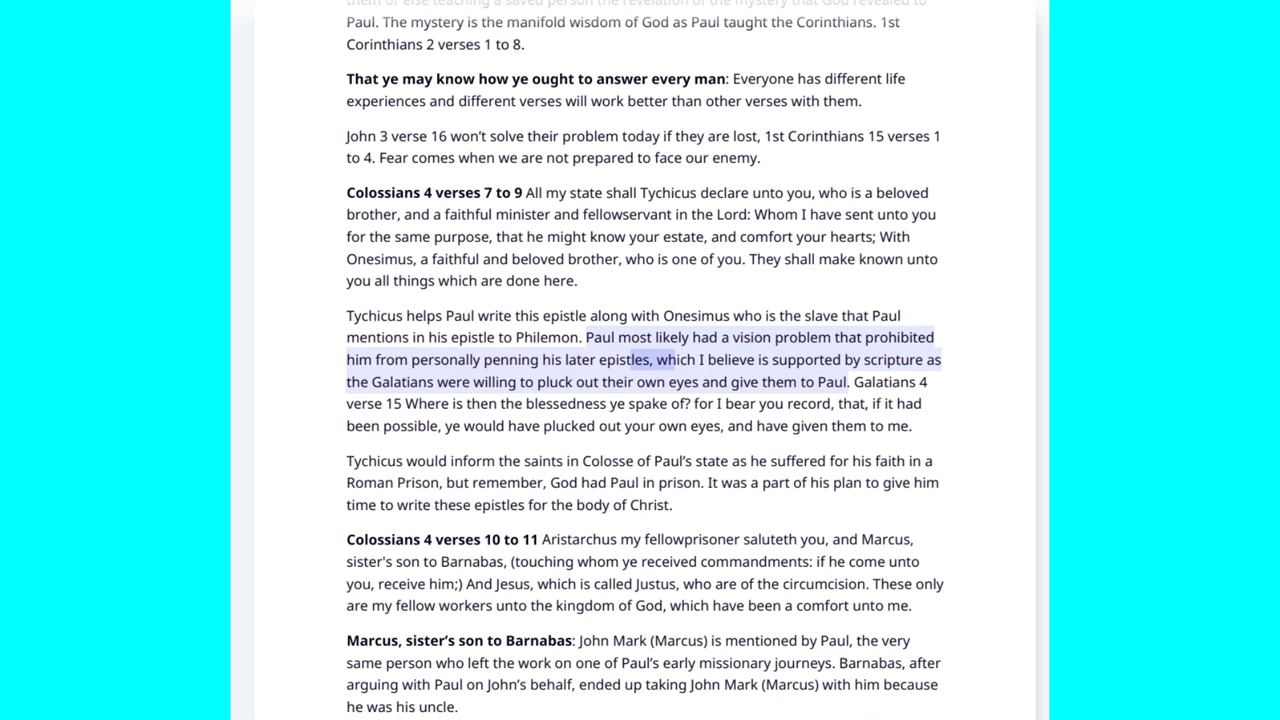 them or else teaching a saved person the revelation of the mystery that God revealed to
Paul. The mystery is the manifold wisdom of God as Paul taught the Corinthians. 1st
Corinthians 2 verses 1 to 8.
That ye may know how ye ought to answer every man: Everyone has different life
experiences and different verses will work better than other verses with them.
John 3 verse 16 won’t solve their problem today if they are lost, 1st Corinthians 15 verses 1
to 4. Fear comes when we are not prepared to face our enemy.
Colossians 4 verses 7 to 9 All my state shall Tychicus declare unto you, who is a beloved
brother, and a faithful minister and fellowservant in the Lord: Whom I have sent unto you
for the same purpose, that he might know your estate, and comfort your hearts; With
Onesimus, a faithful and beloved brother, who is one of you. They shall make known unto
you all things which are done here.
Tychicus helps Paul write this epistle along with Onesimus who is the slave that Paul
mentions in his epistle to Philemon. Paul most likely had a vision problem that prohibited
him from personally penning his later epistles, which I believe is supported by scripture as
the Galatians were willing to pluck out their own eyes and give them to Paul. Galatians 4
verse 15 Where is then the blessedness ye spake of? for I bear you record, that, if it had
been possible, ye would have plucked out your own eyes, and have given them to me.
Tychicus would inform the saints in Colosse of Paul’s state as he suffered for his faith in a
Roman Prison, but remember, God had Paul in prison. It was a part of his plan to give him
time to write these epistles for the body of Christ.
Colossians 4 verses 10 to 11 Aristarchus my fellowprisoner saluteth you, and Marcus,
sister's son to Barnabas, (touching whom ye received commandments: if he come unto
you, receive him;) And Jesus, which is called Justus, who are of the circumcision. These only
are my fellow workers unto the kingdom of God, which have been a comfort unto me.
Marcus, sister’s son to Barnabas: John Mark (Marcus) is mentioned by Paul, the very
same person who left the work on one of Paul’s early missionary journeys. Barnabas, after
arguing with Paul on John’s behalf, ended up taking John Mark (Marcus) with him because
he was his uncle.